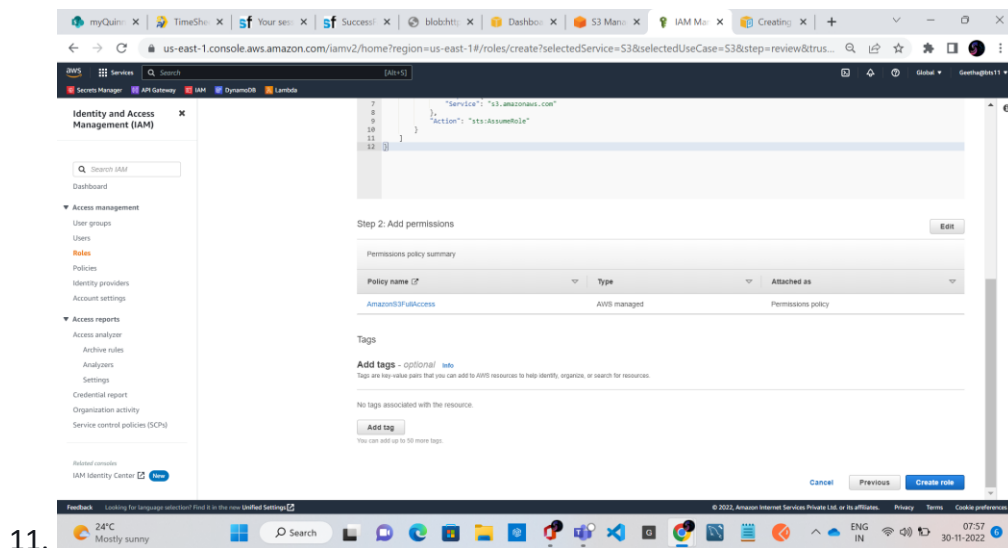 myQuinn
TimeShe
Your sess
Successf
blob:htt
Dashboa
S3 Mana
IAM Man
Creating
us-east-1.console.aws.amazon.com/iamv2/home?region=us-east-1#/roles/create?selectedService=S3&selectedUseCase=S3&step=review&trus...
aws Services Search [Alt+S] Global Geetha@bts11
Secrets Manager API Gateway IAM DynamoDB Lambda
Identity and Access
Management (IAM)
Search IAM
Dashboard
Access management
User groups
Users
Roles
Policies
Identity providers
Account settings
Access reports
Access analyzer
Archive rules
Analyzers
Settings
Credential report
Organization activity
Service control policies (SCPs)
Related consoles
IAM Identity Center New
7 "Service": "s3.amazonaws.com"
8 },
9 "Action": "sts:AssumeRole"
10 }
11 ]
12 }
Step 2: Add permissions Edit
Permissions policy summary
Policy name Type Attached as
AmazonS3FullAccess AWS managed Permissions policy
Tags
Add tags - optional Info
Tags are key-value pairs that you can add to AWS resources to help identify, organize, or search for resources.
No tags associated with the resource.
Add tag
You can add up to 50 more tags.
Cancel Previous Create role
Feedback Looking for language selection? Find it in the new Unified Settings © 2022, Amazon Internet Services Private Ltd. or its affiliates. Privacy Terms Cookie preferences
11.
24°C
Mostly sunny
Search
ENG
IN
07:57
30-11-2022
6